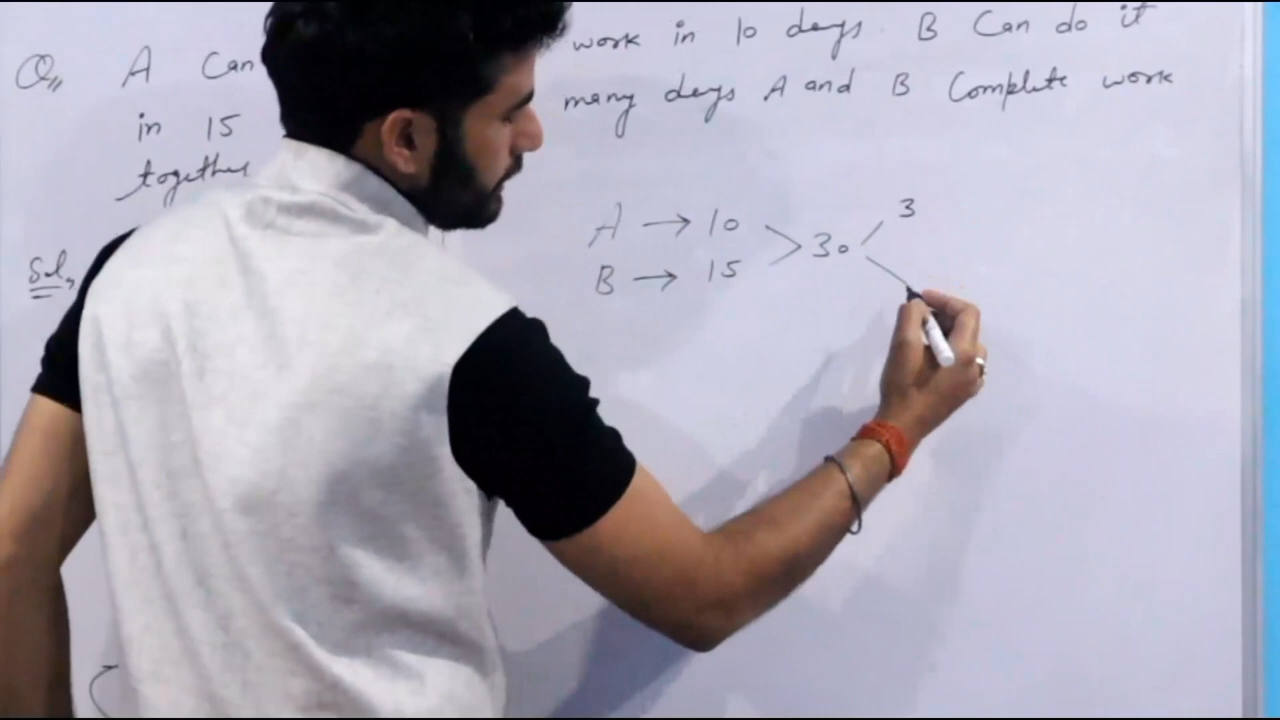 Q,, A Can work in 10 days. B Can do it
in 15 many days A and B Complete work
together
Sol,
A → 10
B → 15
30
3